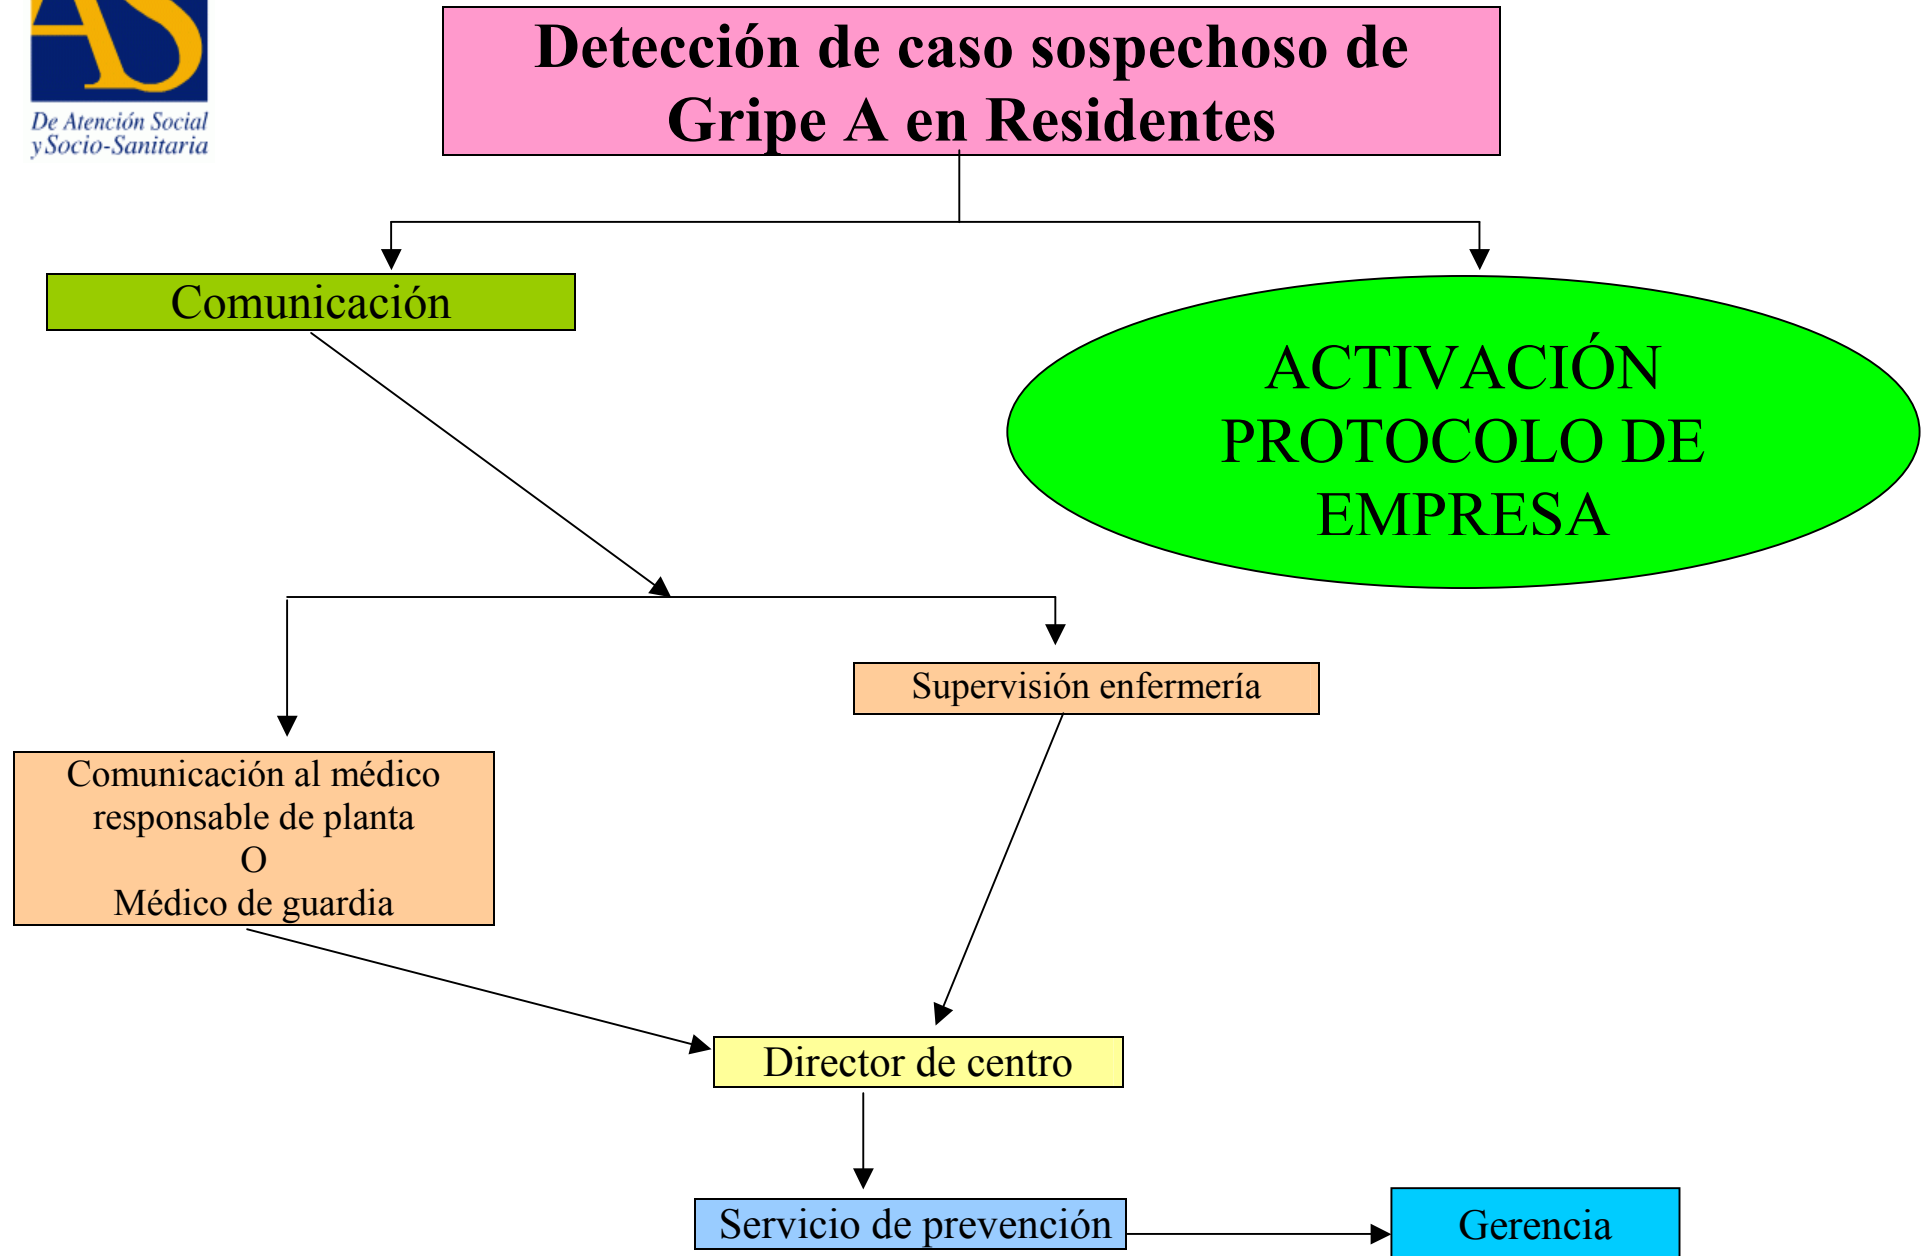 AS
De Atención Social
y Socio-Sanitaria
Detección de caso sospechoso de
Gripe A en Residentes
Comunicación
ACTIVACIÓN
PROTOCOLO DE
EMPRESA
Supervisión enfermería
Comunicación al médico
responsable de planta
O
Médico de guardia
Director de centro
Servicio de prevención
Gerencia